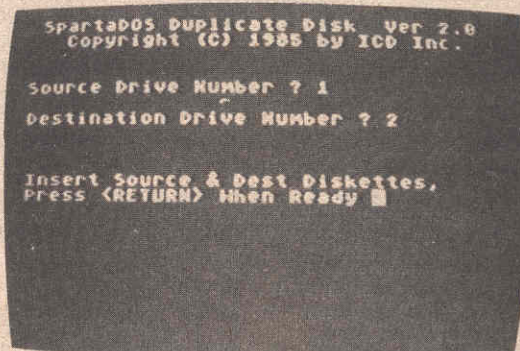 SpartaDOS Duplicate Disk Ver 2.0
Copyright (C) 1985 by ICD Inc.
Source Drive Number ? 1
Destination Drive Number ? 2
Insert Source & Dest Diskettes,
Press <RETURN> When Ready